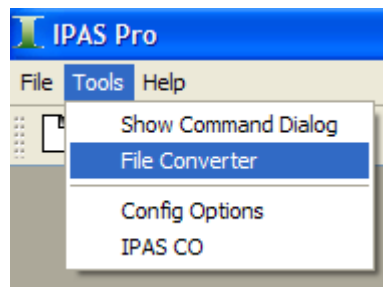 IPAS Pro
File Tools Help
Show Command Dialog
File Converter
Config Options
IPAS CO